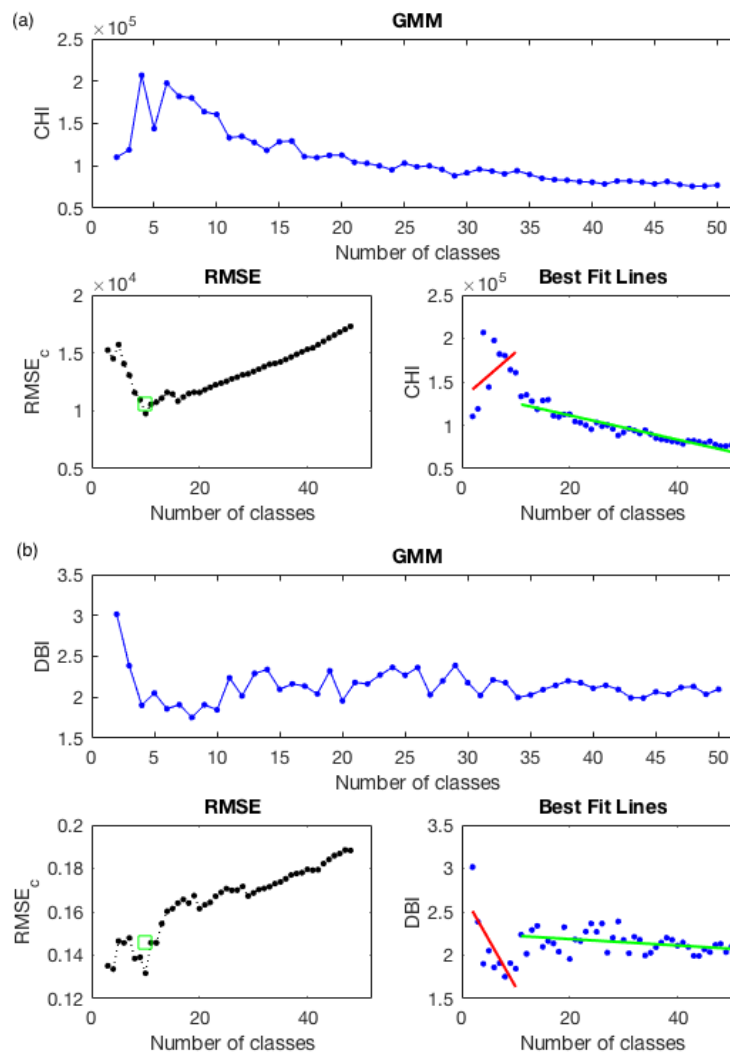 (a)
GMM
× 10^5
2.5
2
1.5
1
0.5
CHI
0 5 10 15 20 25 30 35 40 45 50
Number of classes
RMSE
× 10^4
2
1.5
1
0.5
RMSE_c
0 20 40
Number of classes
Best Fit Lines
× 10^5
2.5
2
1.5
1
0.5
CHI
0 20 40
Number of classes
(b)
GMM
3.5
3
2.5
2
1.5
DBI
0 5 10 15 20 25 30 35 40 45 50
Number of classes
RMSE
0.2
0.18
0.16
0.14
0.12
RMSE_c
0 20 40
Number of classes
Best Fit Lines
3.5
3
2.5
2
1.5
DBI
0 20 40
Number of classes